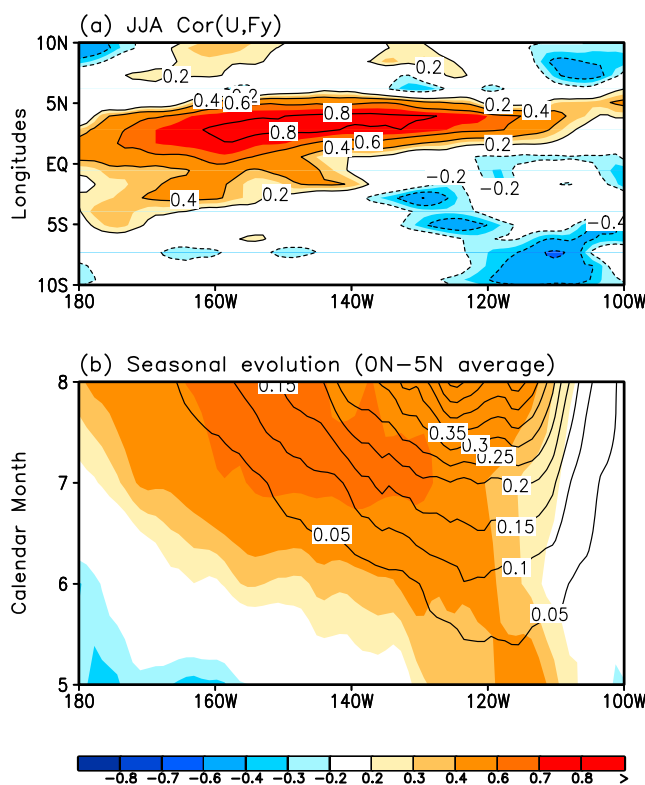 (a) JJA Cor(U,Fy)
10N
5N
EQ
5S
10S
Longitudes
0.2
0.2
0.4
0.6
0.2
0.8
0.2
0.4
0.8
0.4
0.6
0.2
0.4
0.2
−0.2
−0.2
−0.4
180
160W
140W
120W
100W
(b) Seasonal evolution (0N−5N average)
8
7
6
5
Calendar Month
0.15
0.35
0.3
0.25
0.2
0.15
0.05
0.1
0.05
180
160W
140W
120W
100W
−0.8 −0.7 −0.6 −0.4 −0.3 −0.2 0.2 0.3 0.4 0.6 0.7 0.8 >